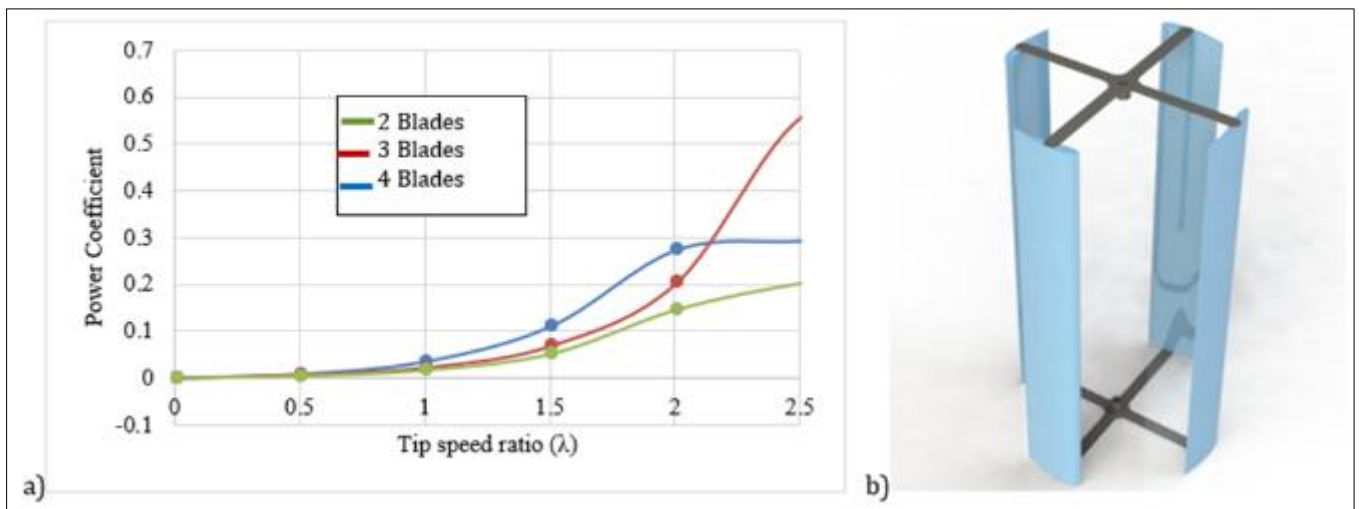 0.7
0.6
0.5
0.4
0.3
0.2
0.1
0
-0.1
Power Coefficient
2 Blades
3 Blades
4 Blades
0 0.5 1 1.5 2 2.5
Tip speed ratio (λ)
a)
b)